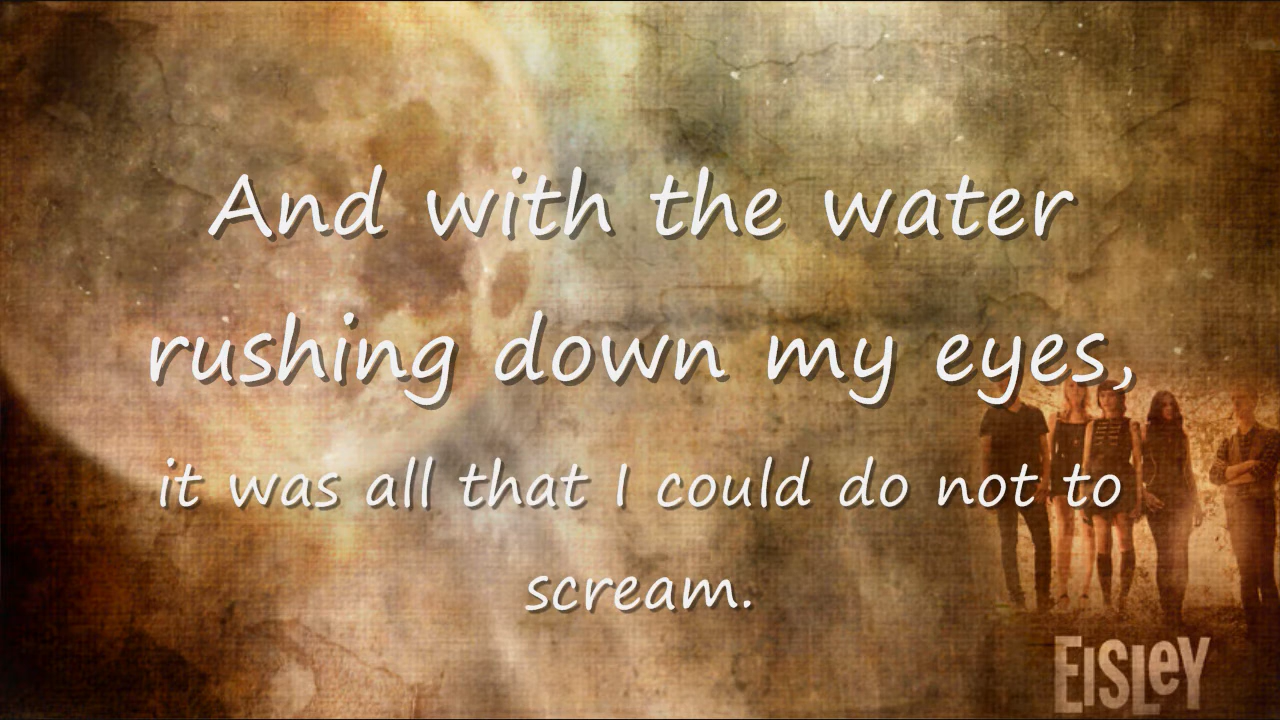 And with the water
rushing down my eyes,
it was all that I could do not to
scream.
EISLeY